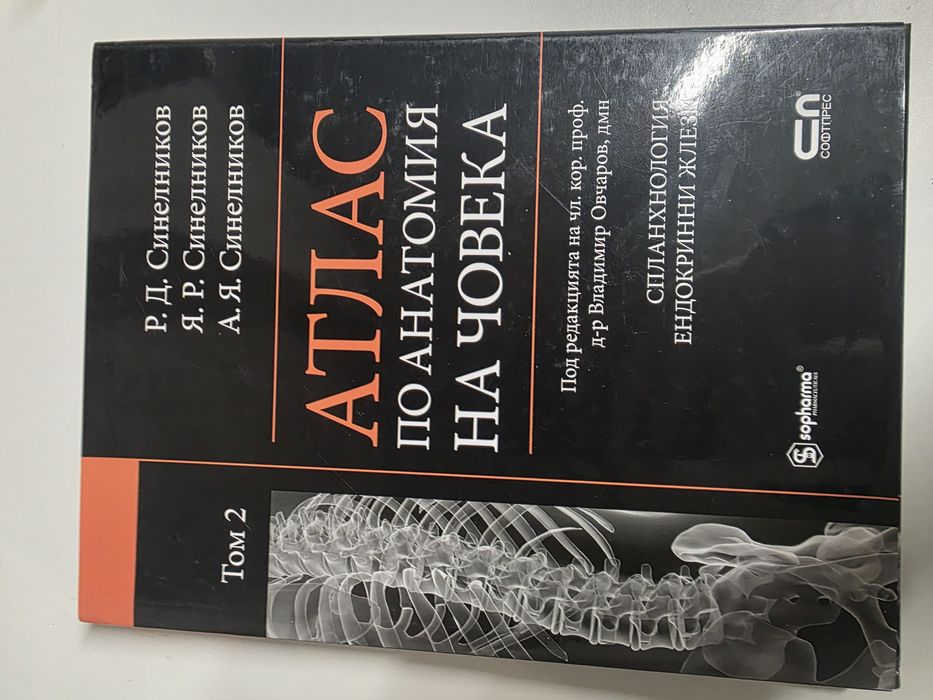 Р. Д. Синелников
Я. Р. Синелников
А. Я. Синелников
АТЛАС
ПО АНАТОМИЯ
НА ЧОВЕКА
Под редакцията на чл. кор. проф.
д-р Владимир Овчаров, дмн
СПЛАНХНОЛОГИЯ
ЕНДОКРИННИ ЖЛЕЗИ
Том 2
sopharma®
PHARMACEUTICALS
СОФТПРЕС